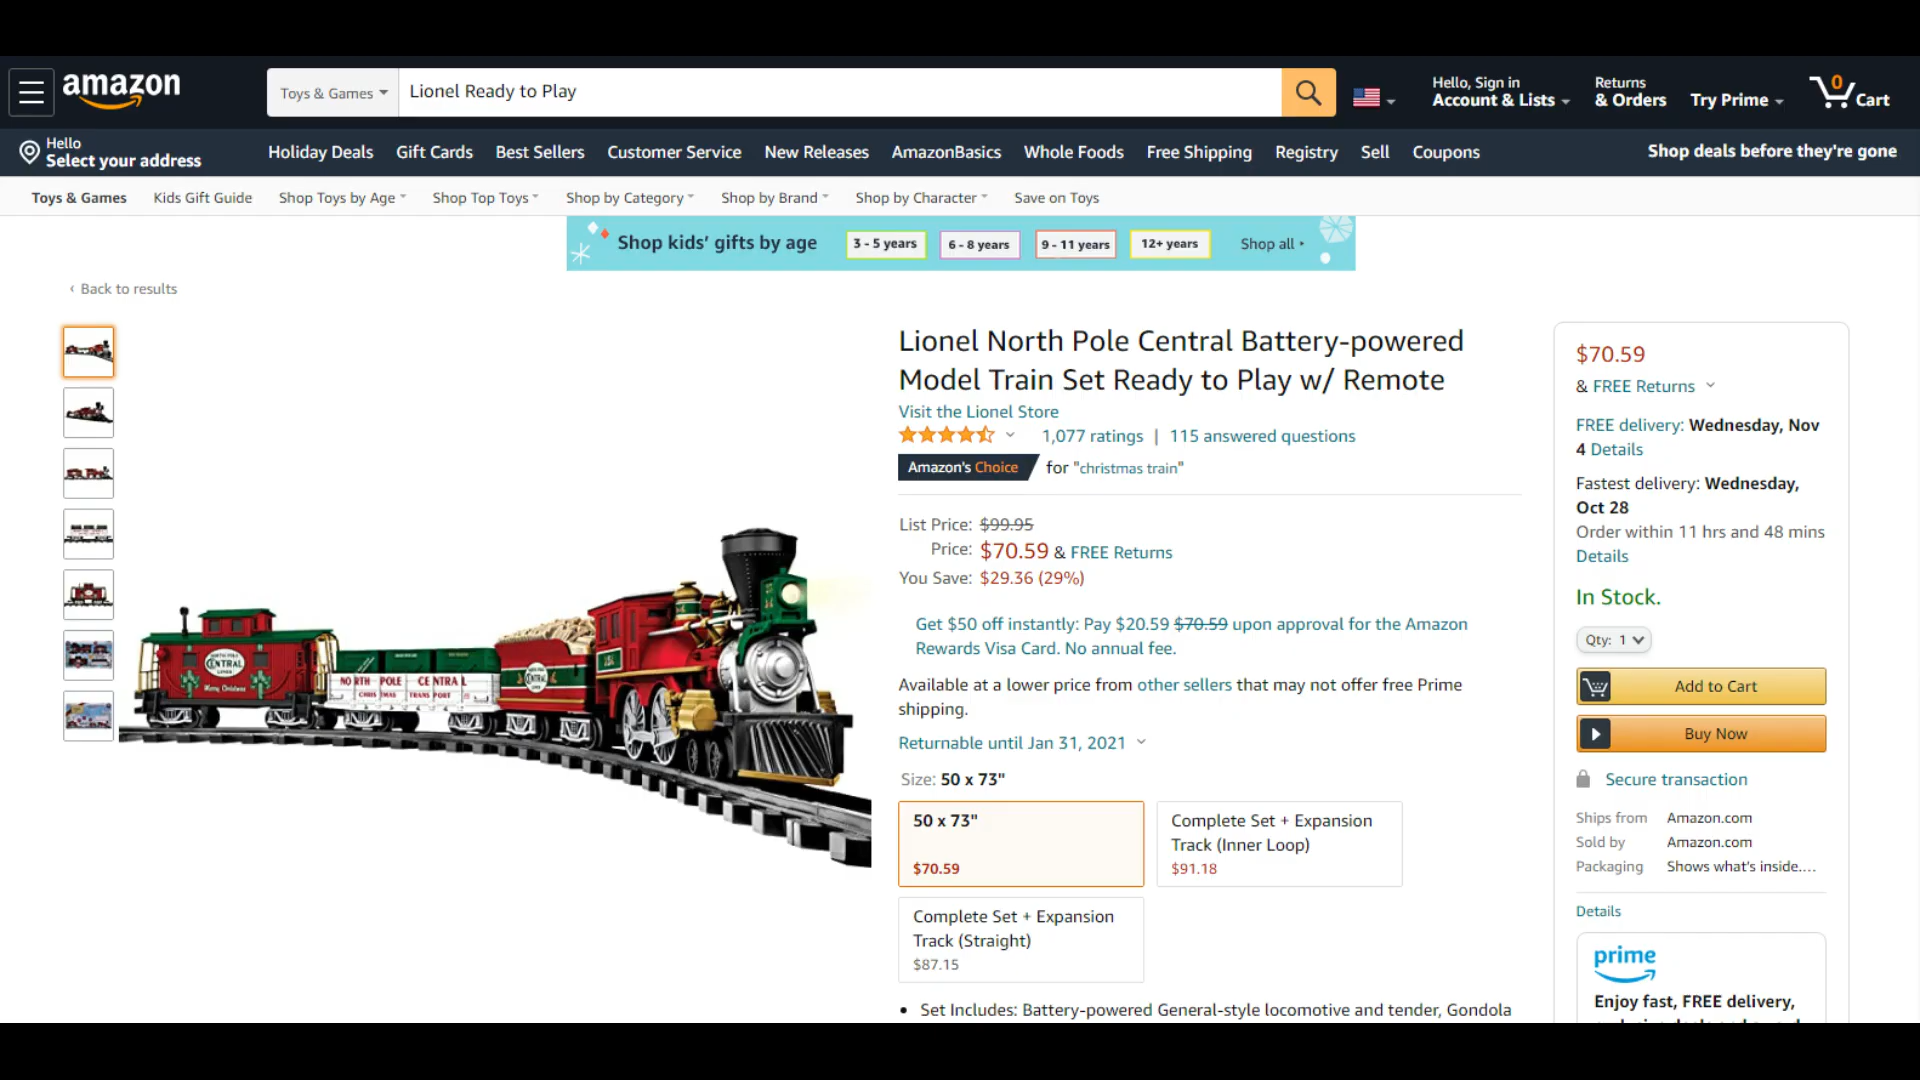 amazon
Toys & Games
Lionel Ready to Play
Hello, Sign in
Account & Lists
Returns
& Orders
Try Prime
0
Cart
Hello
Select your address
Holiday Deals
Gift Cards
Best Sellers
Customer Service
New Releases
AmazonBasics
Whole Foods
Free Shipping
Registry
Sell
Coupons
Shop deals before they're gone
Toys & Games
Kids Gift Guide
Shop Toys by Age
Shop Top Toys
Shop by Category
Shop by Brand
Shop by Character
Save on Toys
Shop kids' gifts by age
3 - 5 years
6 - 8 years
9 - 11 years
12+ years
Shop all
‹ Back to results
NORTH POLE
CENTRAL
LINES
Merry Christmas
NORTH POLE CENTRAL
CHRISTMAS TRANSPORT
CENTRAL
Lionel North Pole Central Battery-powered
Model Train Set Ready to Play w/ Remote
Visit the Lionel Store
1,077 ratings | 115 answered questions
Amazon's Choice for "christmas train"
List Price: $99.95
Price: $70.59 & FREE Returns
You Save: $29.36 (29%)
Get $50 off instantly: Pay $20.59 $70.59 upon approval for the Amazon
Rewards Visa Card. No annual fee.
Available at a lower price from other sellers that may not offer free Prime
shipping.
Returnable until Jan 31, 2021
Size: 50 x 73"
50 x 73"
$70.59
Complete Set + Expansion
Track (Inner Loop)
$91.18
Complete Set + Expansion
Track (Straight)
$87.15
• Set Includes: Battery-powered General-style locomotive and tender, Gondola
$70.59
& FREE Returns
FREE delivery: Wednesday, Nov
4 Details
Fastest delivery: Wednesday,
Oct 28
Order within 11 hrs and 48 mins
Details
In Stock.
Qty: 1
Add to Cart
Buy Now
Secure transaction
Ships from Amazon.com
Sold by Amazon.com
Packaging Shows what's inside....
Details
prime
Enjoy fast, FREE delivery,